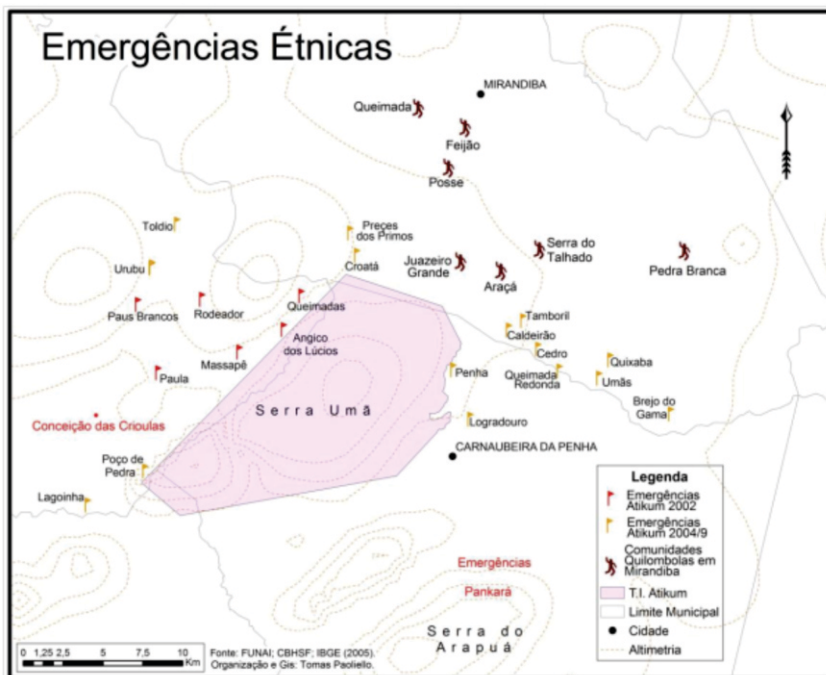 Emergências Étnicas
MIRANDIBA
Queimada
Feijão
Posse
Toldio
Preces
dos Primos
Urubu
Croatá
Juazeiro
Grande
Araçá
Serra do
Talhado
Pedra Branca
Paus Brancos
Rodeador
Queimadas
Tamboril
Caldeirão
Angico
dos Lúcios
Massapê
Paula
Cedro
Penha
Queimada
Redonda
Quixaba
Umãs
Brejo do
Gama
Serra Umã
Conceição das Crioulas
Logradouro
CARNAUBEIRA DA PENHA
Poço de
Pedra
Lagoinha
Emergências
Pankará
Serra do
Arapuá
Legenda
Emergências
Atikum 2002
Emergências
Atikum 2004/9
Comunidades
Quilombolas em
Mirandiba
T.I. Atikum
Limite Municipal
Cidade
Altimetria
0 1,25 2,5 5 7,5 10
Km
Fonte: FUNAI; CBHSF; IBGE (2005).
Organização e Gis: Tomas Paoliello.